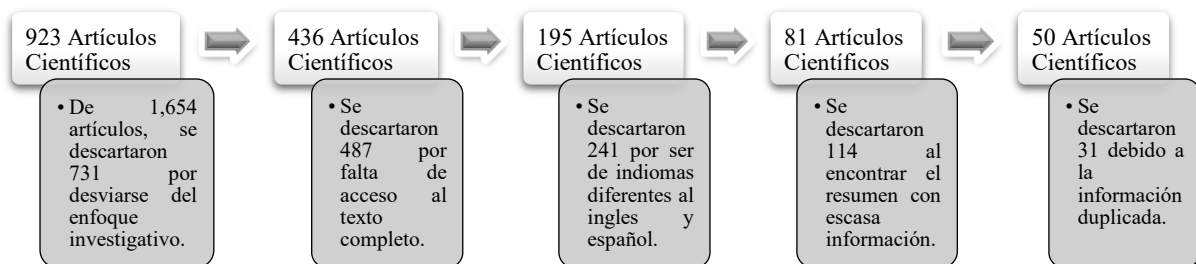 923 Artículos
Científicos
• De 1,654
artículos, se
descartaron
731 por
desviarse del
enfoque
investigativo.
436 Artículos
Científicos
• Se
descartaron
487 por
falta de
acceso al
texto
completo.
195 Artículos
Científicos
• Se
descartaron
241 por ser
de indiomas
diferentes al
ingles y
español.
81 Artículos
Científicos
• Se
descartaron
114 al
encontrar el
resumen con
escasa
información.
50 Artículos
Científicos
• Se
descartaron
31 debido a
la
información
duplicada.